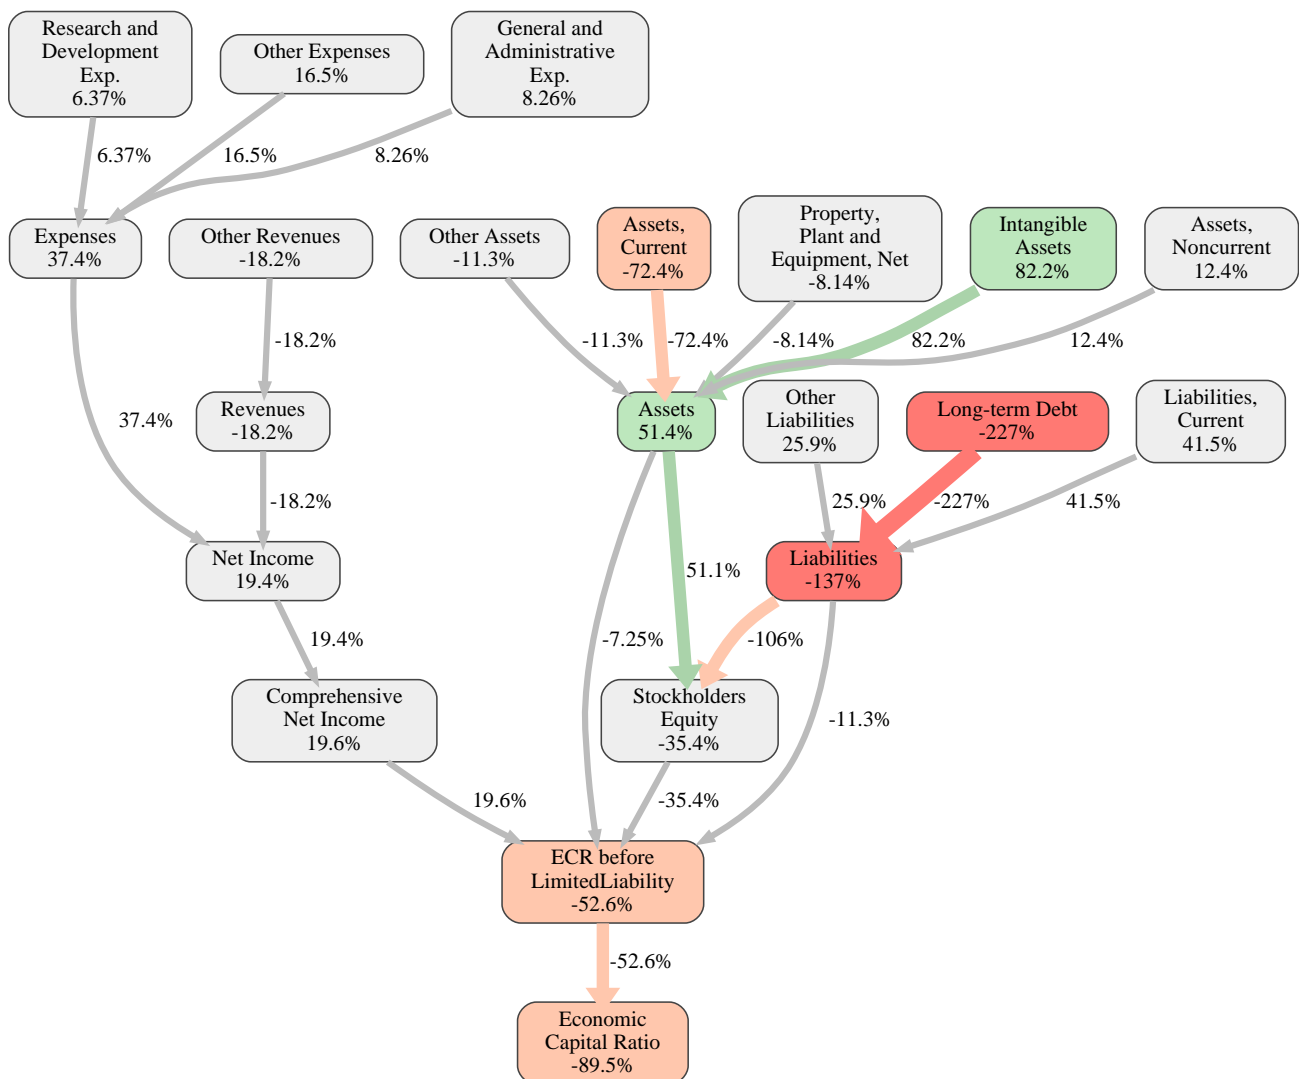 Research and
Development
Exp.
6.37%
Other Expenses
16.5%
General and
Administrative
Exp.
8.26%
6.37%
16.5%
8.26%
Expenses
37.4%
Other Revenues
-18.2%
Other Assets
-11.3%
Assets,
Current
-72.4%
Property,
Plant and
Equipment, Net
-8.14%
Intangible
Assets
82.2%
Assets,
Noncurrent
12.4%
-18.2%
-11.3%
-72.4%
-8.14%
82.2%
12.4%
37.4%
Revenues
-18.2%
Assets
51.4%
Other
Liabilities
25.9%
Long-term Debt
-227%
Liabilities,
Current
41.5%
-18.2%
25.9%
-227%
41.5%
Net Income
19.4%
51.1%
Liabilities
-137%
19.4%
-7.25%
-106%
Comprehensive
Net Income
19.6%
Stockholders
Equity
-35.4%
-11.3%
19.6%
-35.4%
ECR before
LimitedLiability
-52.6%
-52.6%
Economic
Capital Ratio
-89.5%